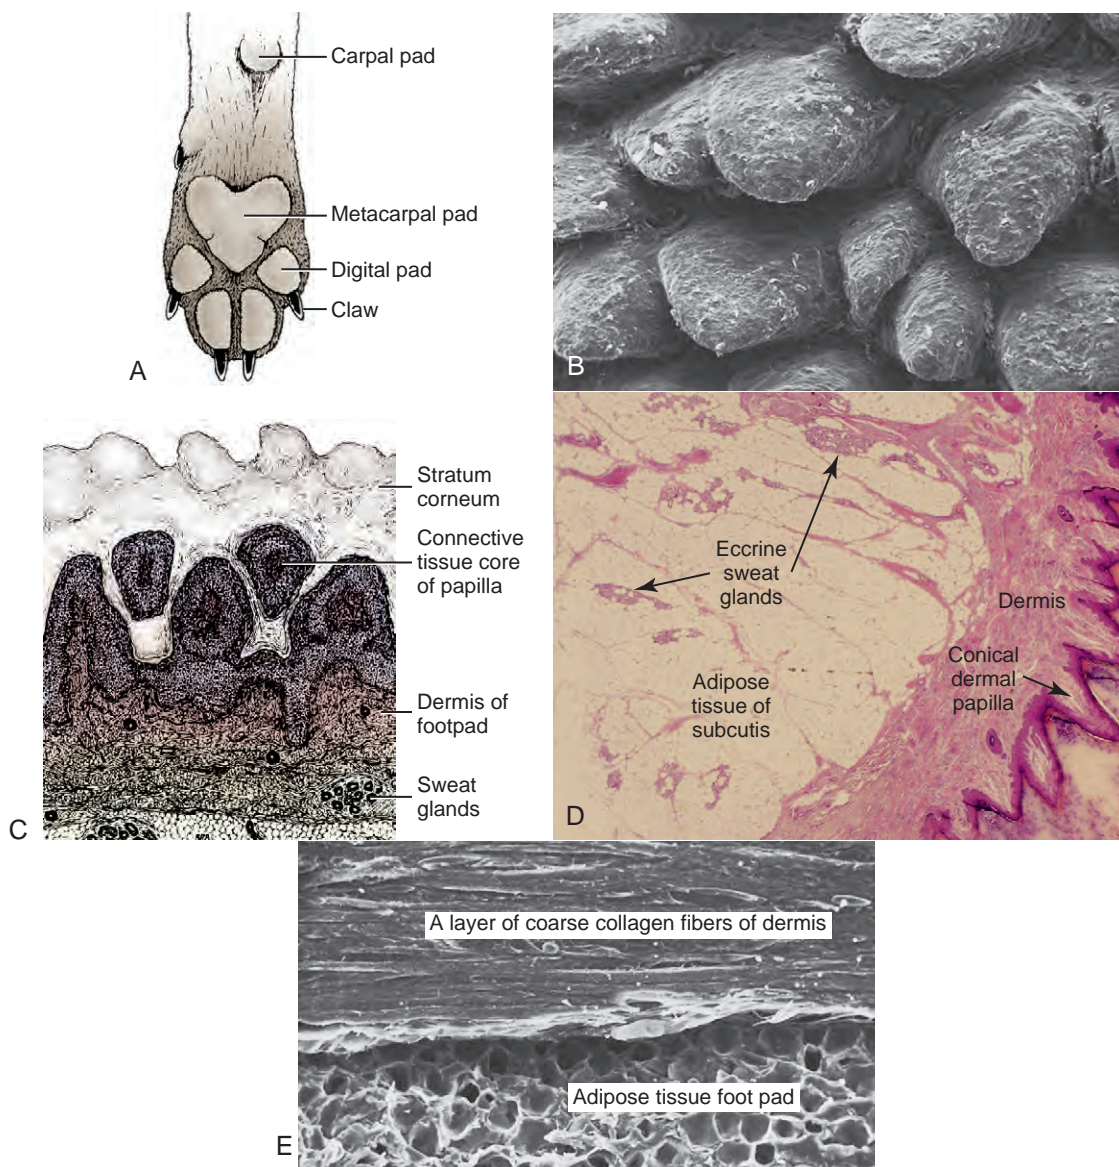 Carpal pad
Metacarpal pad
Digital pad
Claw
A
B
Stratum
corneum
Connective
tissue core
of papilla
Dermis of
footpad
Sweat
glands
C
Eccrine
sweat
glands
Dermis
Conical
dermal
papilla
Adipose
tissue of
subcutis
D
A layer of coarse collagen fibers of dermis
Adipose tissue foot pad
E